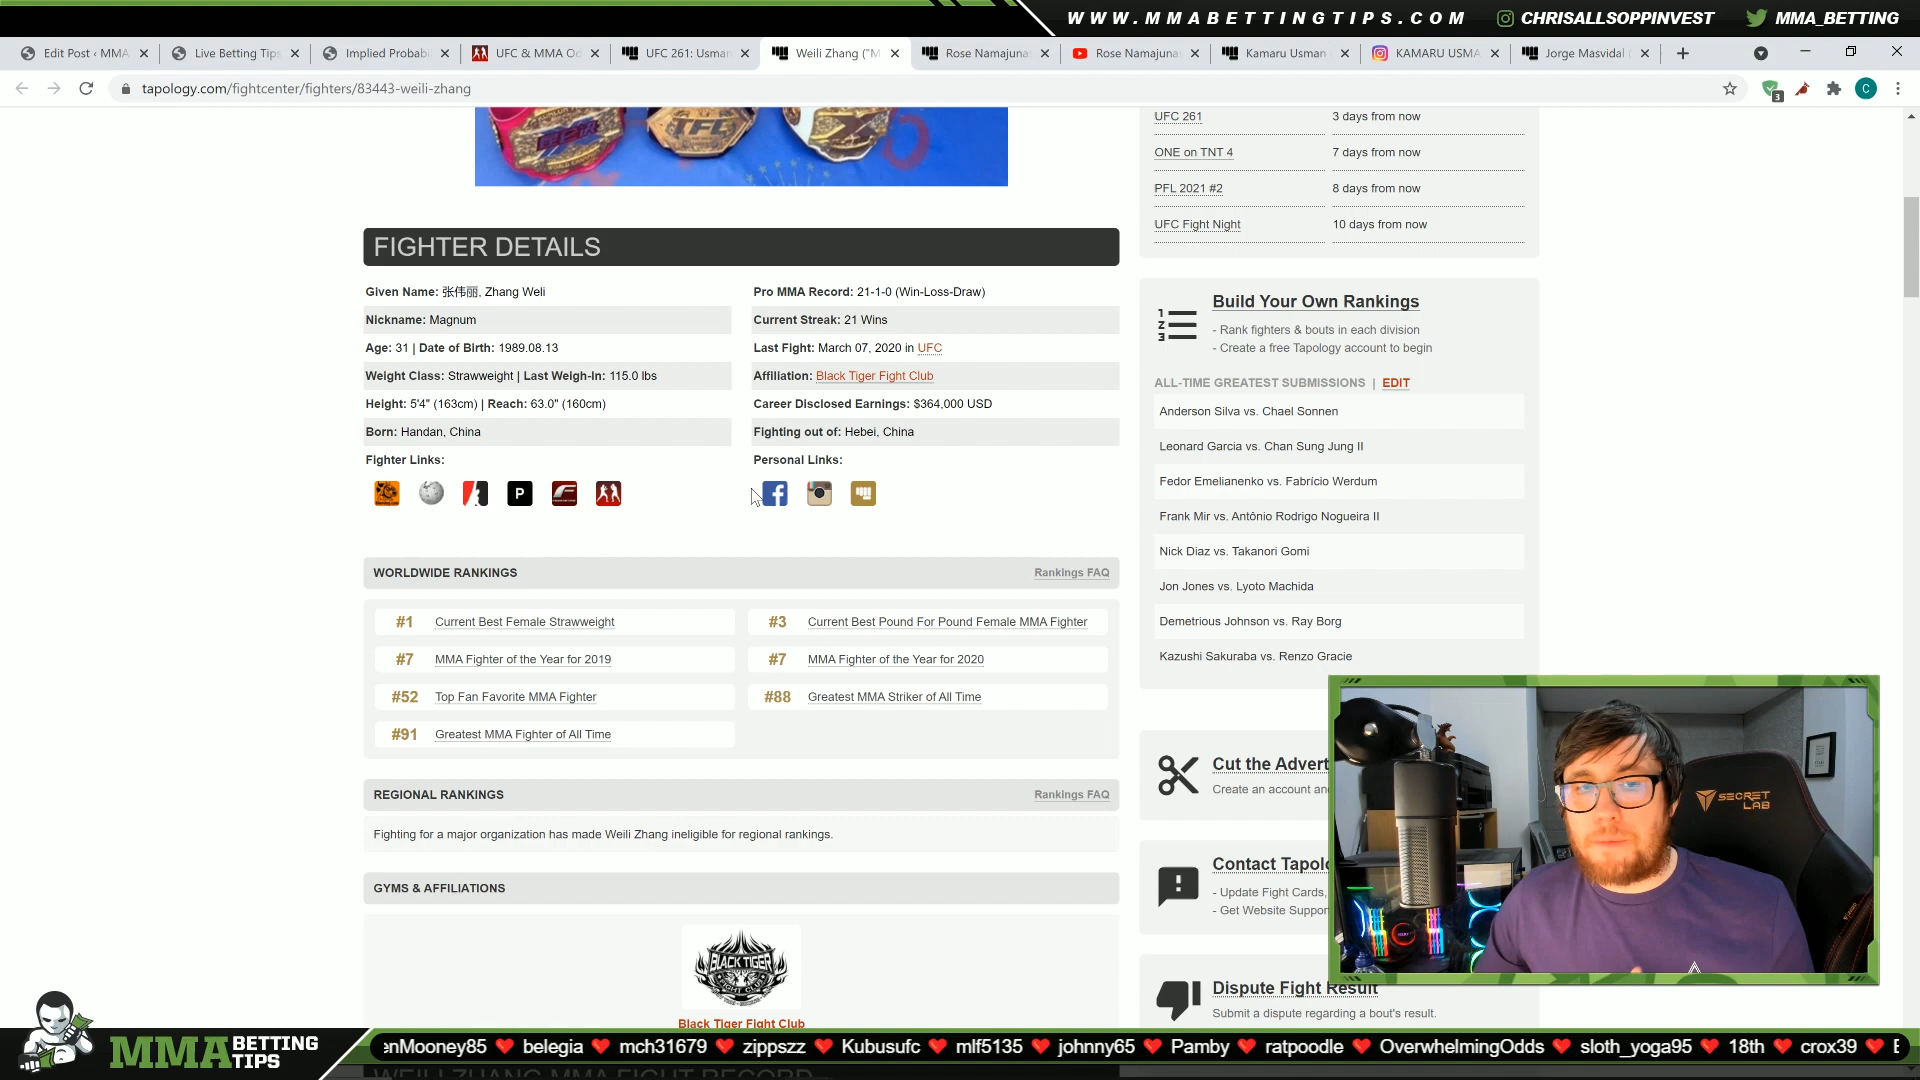 WWW.MMABETTINGTIPS.COM CHRISALLSOPPINVEST MMA_BETTING
Edit Post ‹ MMA Live Betting Tips Implied Probabi UFC & MMA Od UFC 261: Usman Weili Zhang ("M Rose Namajunas Rose Namajuna Kamaru Usman KAMARU USMA Jorge Masvidal
tapology.com/fightcenter/fighters/83443-weili-zhang
3
C
UFC 261 3 days from now
ONE on TNT 4 7 days from now
PFL 2021 #2 8 days from now
UFC Fight Night 10 days from now
FIGHTER DETAILS
Given Name: 张伟丽, Zhang Weli
Nickname: Magnum
Age: 31 | Date of Birth: 1989.08.13
Weight Class: Strawweight | Last Weigh-In: 115.0 lbs
Height: 5'4" (163cm) | Reach: 63.0" (160cm)
Born: Handan, China
Fighter Links:
P
Pro MMA Record: 21-1-0 (Win-Loss-Draw)
Current Streak: 21 Wins
Last Fight: March 07, 2020 in UFC
Affiliation: Black Tiger Fight Club
Career Disclosed Earnings: $364,000 USD
Fighting out of: Hebei, China
Personal Links:
Build Your Own Rankings
- Rank fighters & bouts in each division
- Create a free Tapology account to begin
ALL-TIME GREATEST SUBMISSIONS | EDIT
Anderson Silva vs. Chael Sonnen
Leonard Garcia vs. Chan Sung Jung II
Fedor Emelianenko vs. Fabrício Werdum
Frank Mir vs. Antônio Rodrigo Nogueira II
Nick Diaz vs. Takanori Gomi
Jon Jones vs. Lyoto Machida
Demetrious Johnson vs. Ray Borg
Kazushi Sakuraba vs. Renzo Gracie
WORLDWIDE RANKINGS Rankings FAQ
#1 Current Best Female Strawweight
#3 Current Best Pound For Pound Female MMA Fighter
#7 MMA Fighter of the Year for 2019
#7 MMA Fighter of the Year for 2020
#52 Top Fan Favorite MMA Fighter
#88 Greatest MMA Striker of All Time
#91 Greatest MMA Fighter of All Time
REGIONAL RANKINGS Rankings FAQ
Fighting for a major organization has made Weili Zhang ineligible for regional rankings.
GYMS & AFFILIATIONS
BLACK TIGER
FIGHT CLUB
Black Tiger Fight Club
WEILI ZHANG MMA FIGHT RECORD
Cut the Advert
Create an account an
Contact Tapolo
- Update Fight Cards,
- Get Website Suppor
Dispute Fight Result
Submit a dispute regarding a bout's result.
SECRET
LAB
MMA BETTING TIPS
enMooney85 belegia mch31679 zippszz Kubusufc mlf5135 johnny65 Pamby ratpoodle OverwhelmingOdds sloth_yoga95 18th crox39